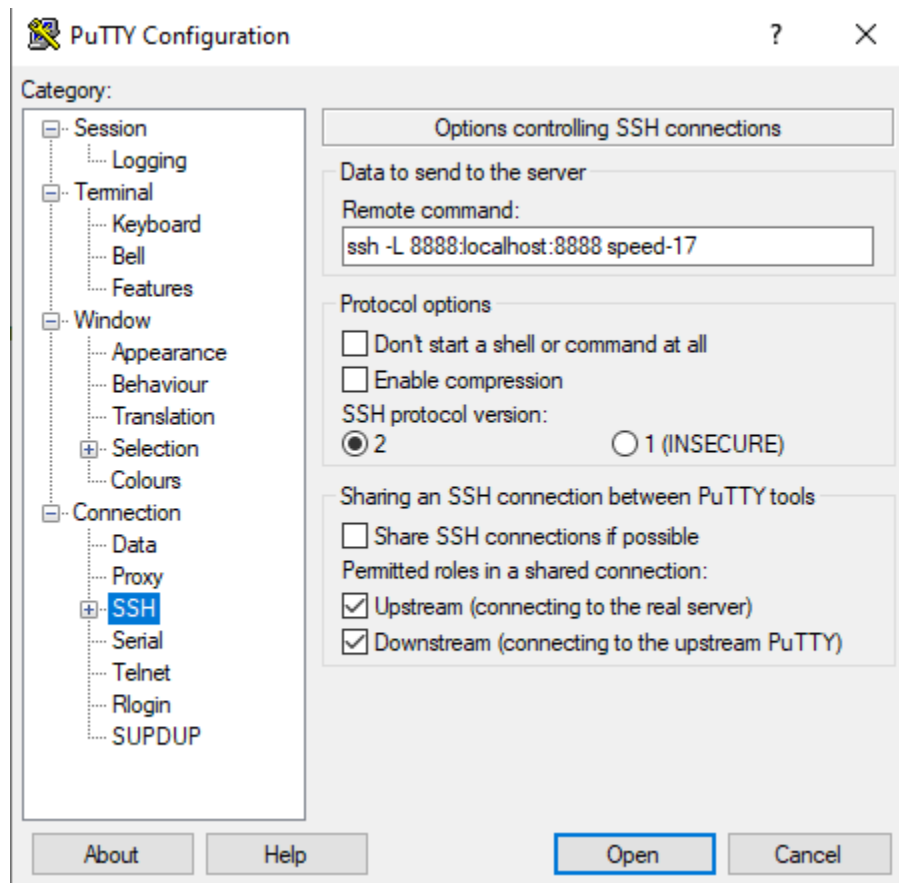 PuTTY Configuration
?
Category:
Session
Logging
Terminal
Keyboard
Bell
Features
Window
Appearance
Behaviour
Translation
Selection
Colours
Connection
Data
Proxy
SSH
Serial
Telnet
Rlogin
SUPDUP
Options controlling SSH connections
Data to send to the server
Remote command:
ssh -L 8888:localhost:8888 speed-17
Protocol options
Don't start a shell or command at all
Enable compression
SSH protocol version:
2 1 (INSECURE)
Sharing an SSH connection between PuTTY tools
Share SSH connections if possible
Permitted roles in a shared connection:
Upstream (connecting to the real server)
Downstream (connecting to the upstream PuTTY)
About Help Open Cancel